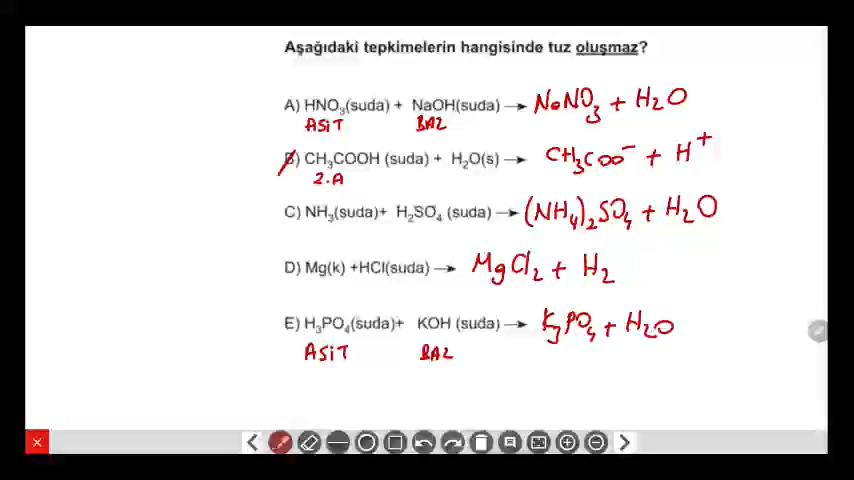 Aşağıdaki tepkimelerin hangisinde tuz oluşmaz?
A) HNO₃(suda) + NaOH(suda) → NaNO₃ + H₂O
ASİT BAZ
B) CH₃COOH (suda) + H₂O(s) → CH₃COO⁻ + H⁺
Z.A
C) NH₃(suda)+ H₂SO₄ (suda) → (NH₄)₂SO₄ + H₂O
D) Mg(k) +HCl(suda) → MgCl₂ + H₂
E) H₃PO₄(suda)+ KOH (suda) → K₃PO₄ + H₂O
ASİT BAZ